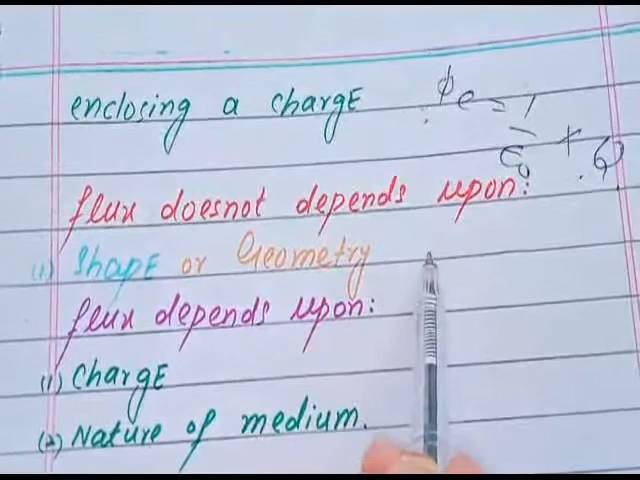 enclosing a chargE ϕe = 1/ε₀ + Q
flux doesnot depends upon:
(1) ShapE or Geometry
flux depends upon:
(1) ChargE
(2) Nature of medium.